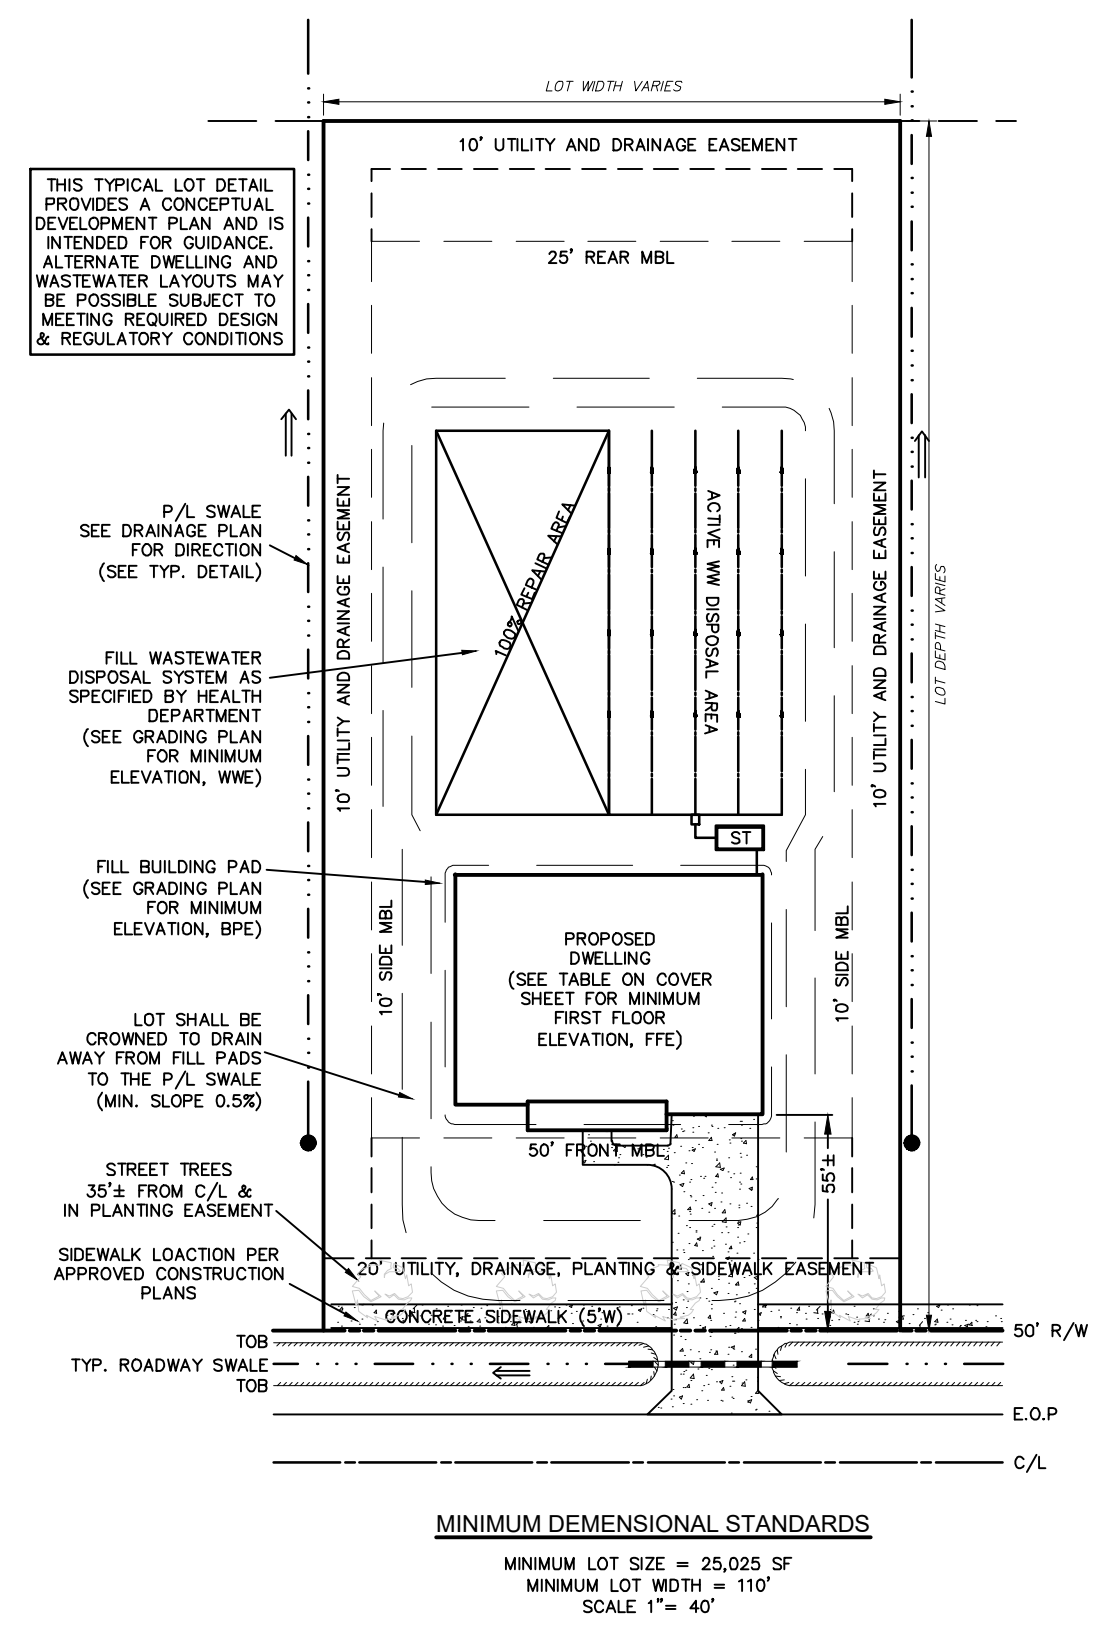 LOT WIDTH VARIES
10' UTILITY AND DRAINAGE EASEMENT
THIS TYPICAL LOT DETAIL
PROVIDES A CONCEPTUAL
DEVELOPMENT PLAN AND IS
INTENDED FOR GUIDANCE.
ALTERNATE DWELLING AND
WASTEWATER LAYOUTS MAY
BE POSSIBLE SUBJECT TO
MEETING REQUIRED DESIGN
& REGULATORY CONDITIONS
25' REAR MBL
P/L SWALE
SEE DRAINAGE PLAN
FOR DIRECTION
(SEE TYP. DETAIL)
10' UTILITY AND DRAINAGE EASEMENT
100% REPAIR AREA
ACTIVE WW DISPOSAL AREA
10' UTILITY AND DRAINAGE EASEMENT
LOT DEPTH VARIES
FILL WASTEWATER
DISPOSAL SYSTEM AS
SPECIFIED BY HEALTH
DEPARTMENT
(SEE GRADING PLAN
FOR MINIMUM
ELEVATION, WWE)
ST
FILL BUILDING PAD
(SEE GRADING PLAN
FOR MINIMUM
ELEVATION, BPE)
10' SIDE MBL
PROPOSED
DWELLING
(SEE TABLE ON COVER
SHEET FOR MINIMUM
FIRST FLOOR
ELEVATION, FFE)
10' SIDE MBL
LOT SHALL BE
CROWNED TO DRAIN
AWAY FROM FILL PADS
TO THE P/L SWALE
(MIN. SLOPE 0.5%)
50' FRONT MBL
55'±
STREET TREES
35'± FROM C/L &
IN PLANTING EASEMENT
20' UTILITY, DRAINAGE, PLANTING & SIDEWALK EASEMENT
SIDEWALK LOACTION PER
APPROVED CONSTRUCTION
PLANS
CONCRETE SIDEWALK (5'W)
50' R/W
TOB
TYP. ROADWAY SWALE
TOB
E.O.P
C/L
MINIMUM DEMENSIONAL STANDARDS
MINIMUM LOT SIZE = 25,025 SF
MINIMUM LOT WIDTH = 110'
SCALE 1"= 40'